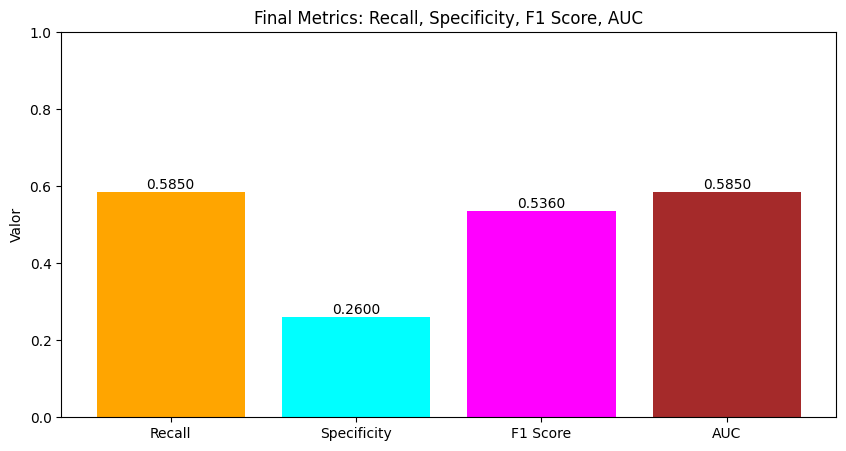 Final Metrics: Recall, Specificity, F1 Score, AUC
1.0
0.8
0.6
0.4
0.2
0.0
Valor
0.5850
0.2600
0.5360
0.5850
Recall
Specificity
F1 Score
AUC